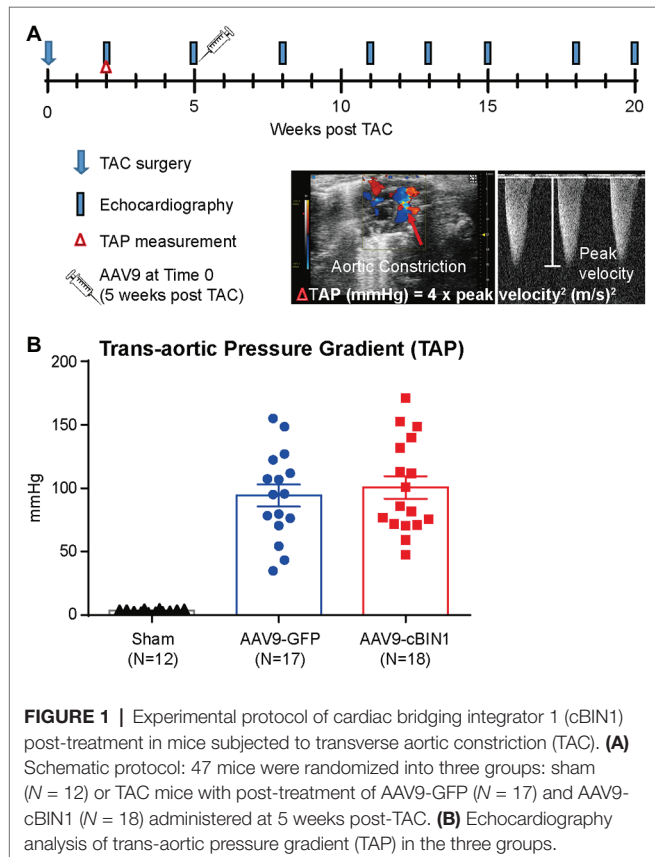 A
0 5 10 15 20
Weeks post TAC
TAC surgery
Echocardiography
Δ TAP measurement
AAV9 at Time 0
(5 weeks post TAC)
Aortic Constriction
Peak
velocity
ΔTAP (mmHg) = 4 x peak velocity² (m/s)²
B
Trans-aortic Pressure Gradient (TAP)
200
150
100
50
0
mmHg
Sham AAV9-GFP AAV9-cBIN1
(N=12) (N=17) (N=18)
FIGURE 1 | Experimental protocol of cardiac bridging integrator 1 (cBIN1)
post-treatment in mice subjected to transverse aortic constriction (TAC). (A)
Schematic protocol: 47 mice were randomized into three groups: sham
(N = 12) or TAC mice with post-treatment of AAV9-GFP (N = 17) and AAV9-
cBIN1 (N = 18) administered at 5 weeks post-TAC. (B) Echocardiography
analysis of trans-aortic pressure gradient (TAP) in the three groups.